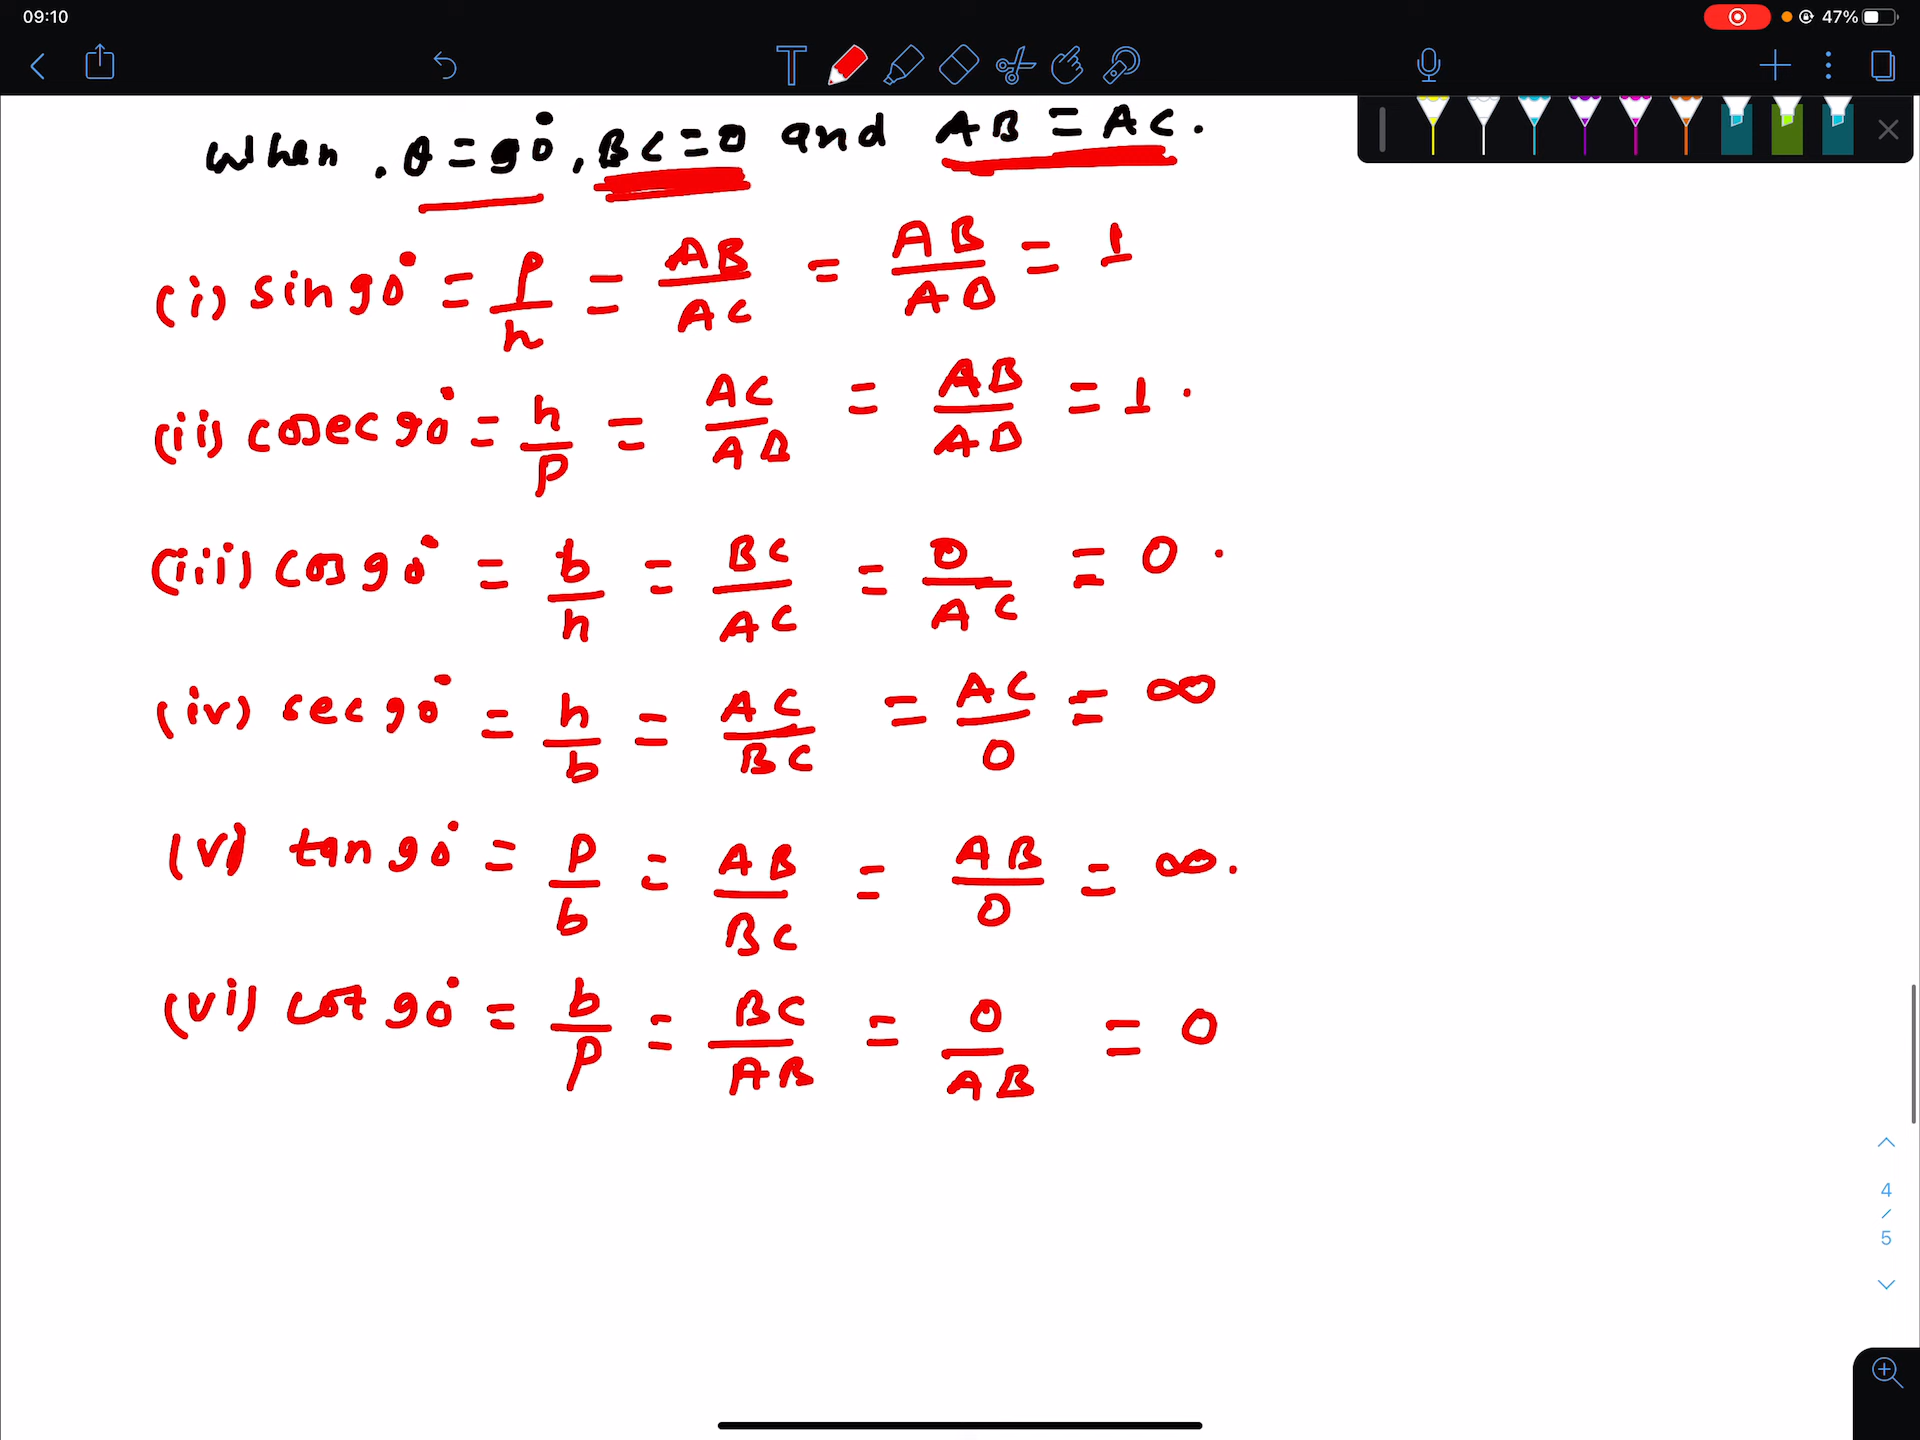 09:10
47%
when, θ = 90°, BC = 0 and AB = AC.
(i) sin 90° = p/h = AB/AC = AB/AB = 1
(ii) cosec 90° = h/p = AC/AB = AB/AB = 1.
(iii) cos 90° = b/h = BC/AC = 0/AC = 0.
(iv) sec 90° = h/b = AC/BC = AC/0 = ∞
(v) tan 90° = p/b = AB/BC = AB/0 = ∞.
(vi) cot 90° = b/p = BC/AB = 0/AB = 0
4
/
5